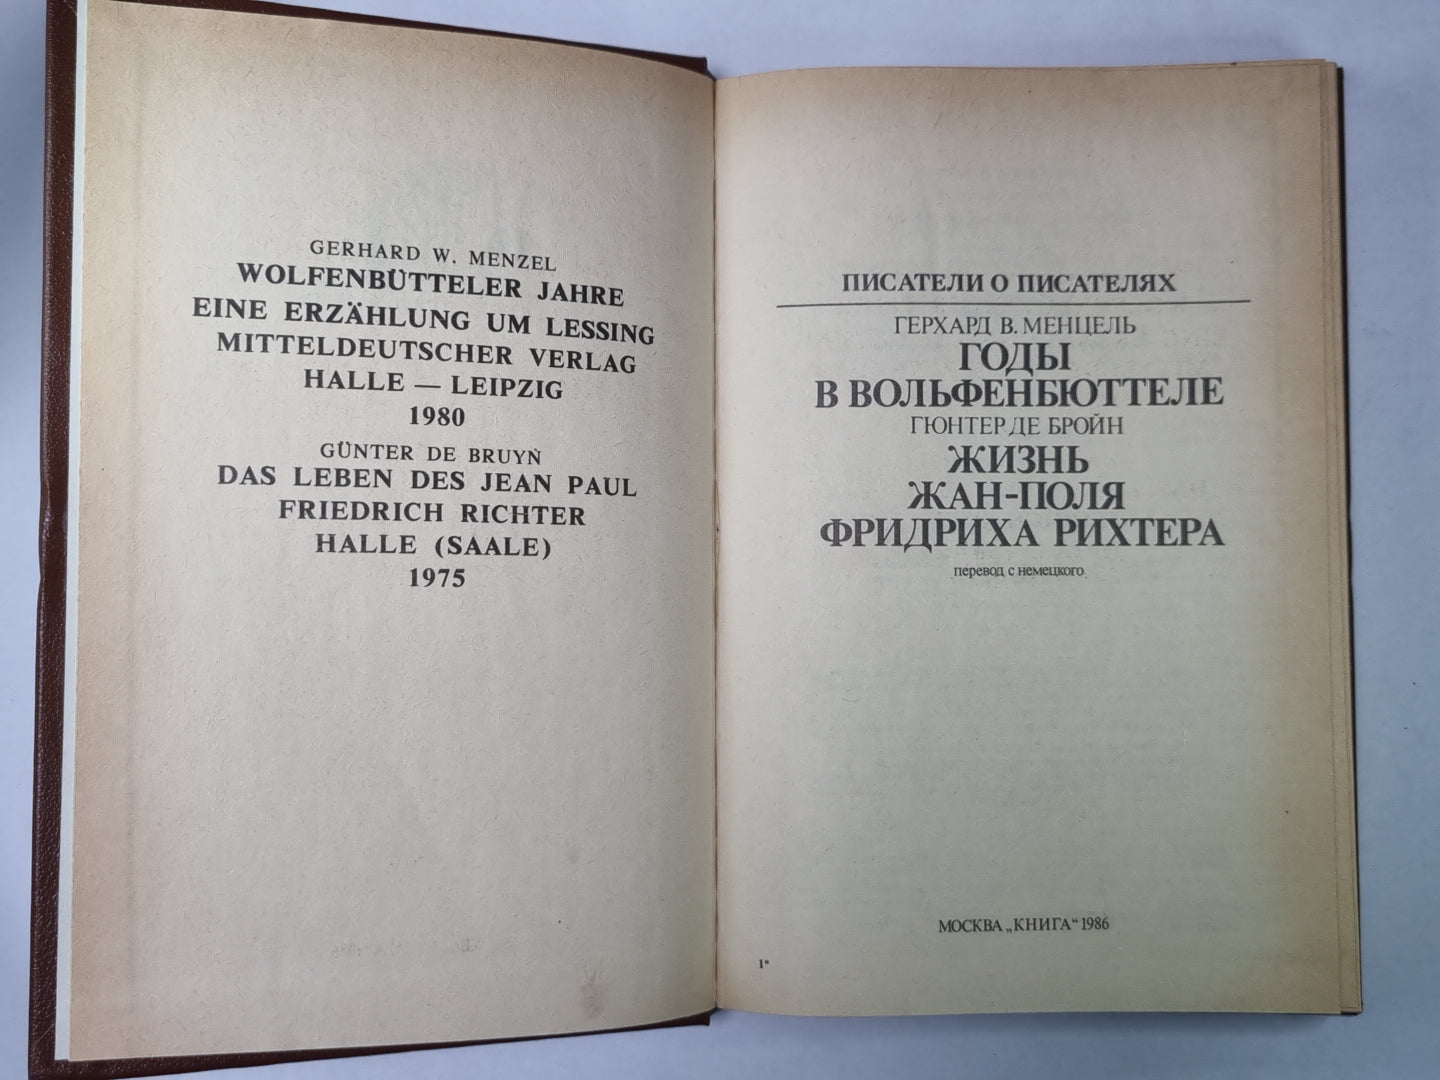 GERHARD W. MENZEL
WOLFENBÜTTELER JAHRE
EINE ERZÄHLUNG UM LESSING
MITTELDEUTSCHER VERLAG
HALLE — LEIPZIG
1980
GÜNTER DE BRUYN
DAS LEBEN DES JEAN PAUL
FRIEDRICH RICHTER
HALLE (SAALE)
1975
ПИСАТЕЛИ О ПИСАТЕЛЯХ
ГЕРХАРД В. МЕНЦЕЛЬ
ГОДЫ
В ВОЛЬФЕНБЮТТЕЛЕ
ГЮНТЕР ДЕ БРОЙН
ЖИЗНЬ
ЖАН-ПОЛЯ
ФРИДРИХА РИХТЕРА
перевод с немецкого
МОСКВА „КНИГА“ 1986
1*